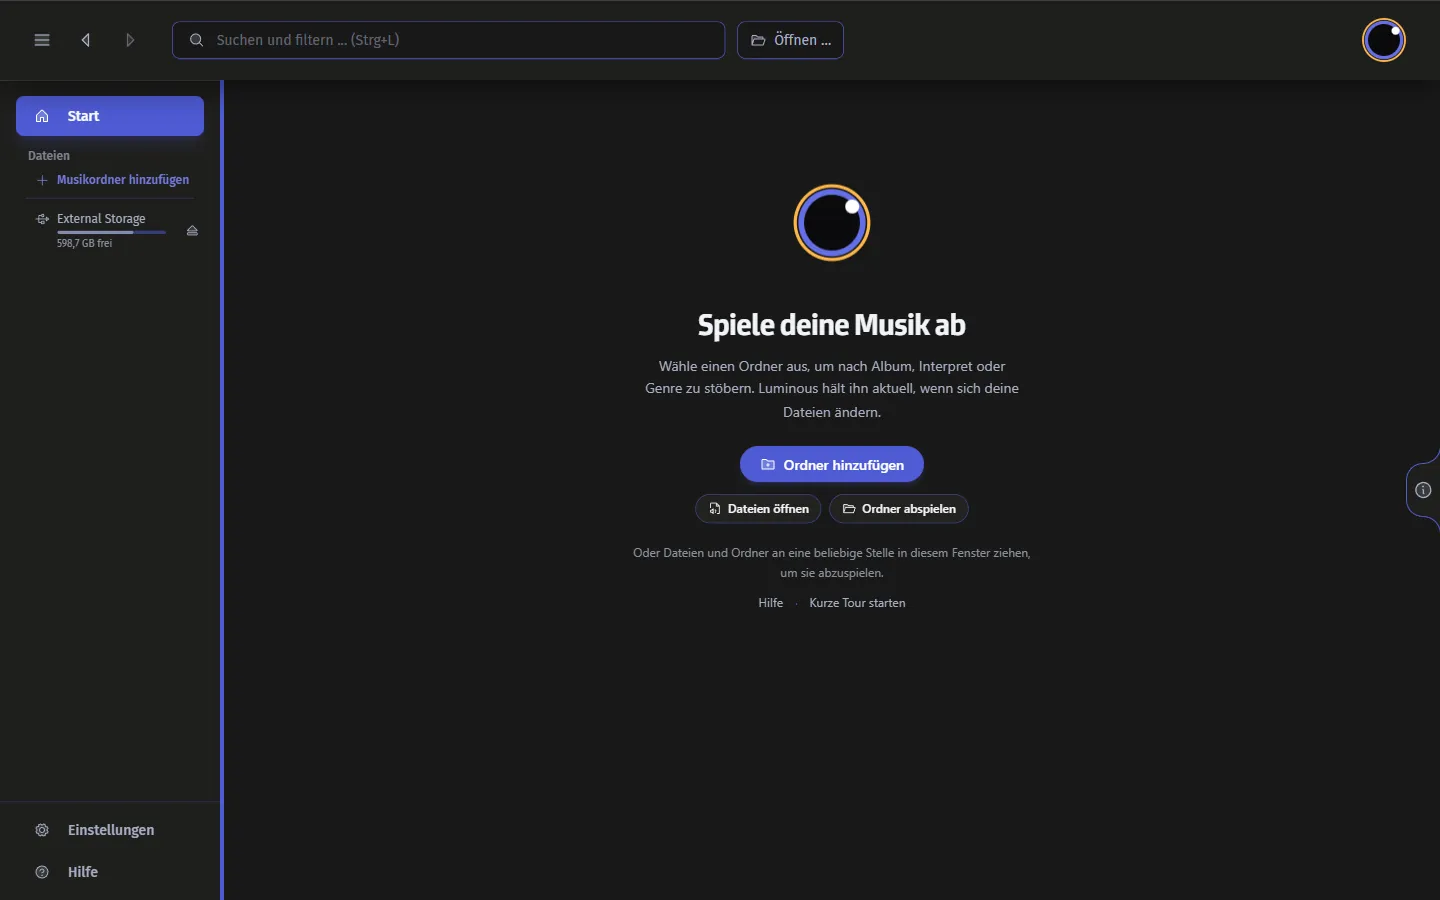 Suchen und filtern ... (Strg+L)
Öffnen ...
Start
Dateien
Musikordner hinzufügen
External Storage
598,7 GB frei
Spiele deine Musik ab
Wähle einen Ordner aus, um nach Album, Interpret oder
Genre zu stöbern. Luminous hält ihn aktuell, wenn sich deine
Dateien ändern.
Ordner hinzufügen
Dateien öffnen
Ordner abspielen
Oder Dateien und Ordner an eine beliebige Stelle in diesem Fenster ziehen,
um sie abzuspielen.
Hilfe · Kurze Tour starten
Einstellungen
Hilfe